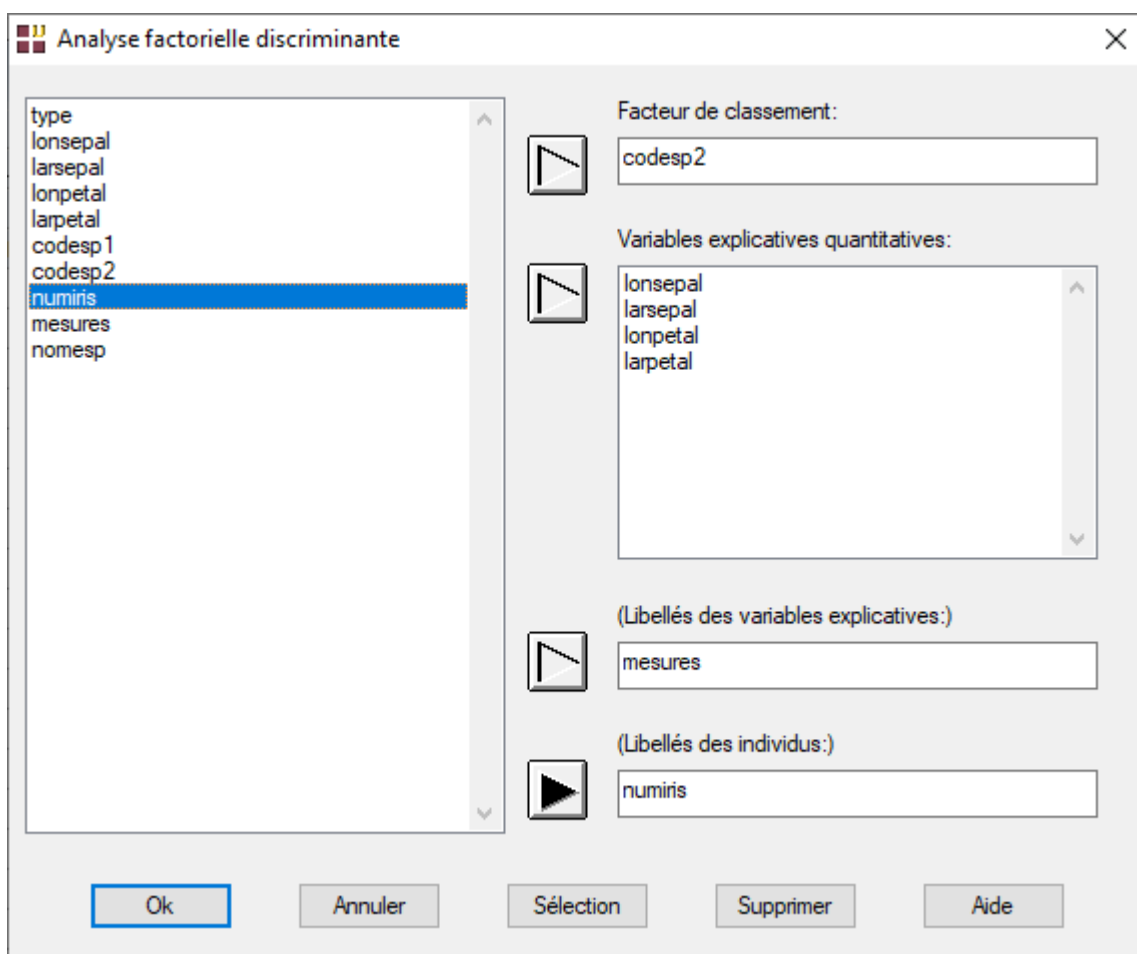 Analyse factorielle discriminante
type
lonsepal
larsepal
lonpetal
larpetal
codesp1
codesp2
numiris
mesures
nomesp
Facteur de classement:
codesp2
Variables explicatives quantitatives:
lonsepal
larsepal
lonpetal
larpetal
(Libellés des variables explicatives:)
mesures
(Libellés des individus:)
numiris
Ok Annuler Sélection Supprimer Aide